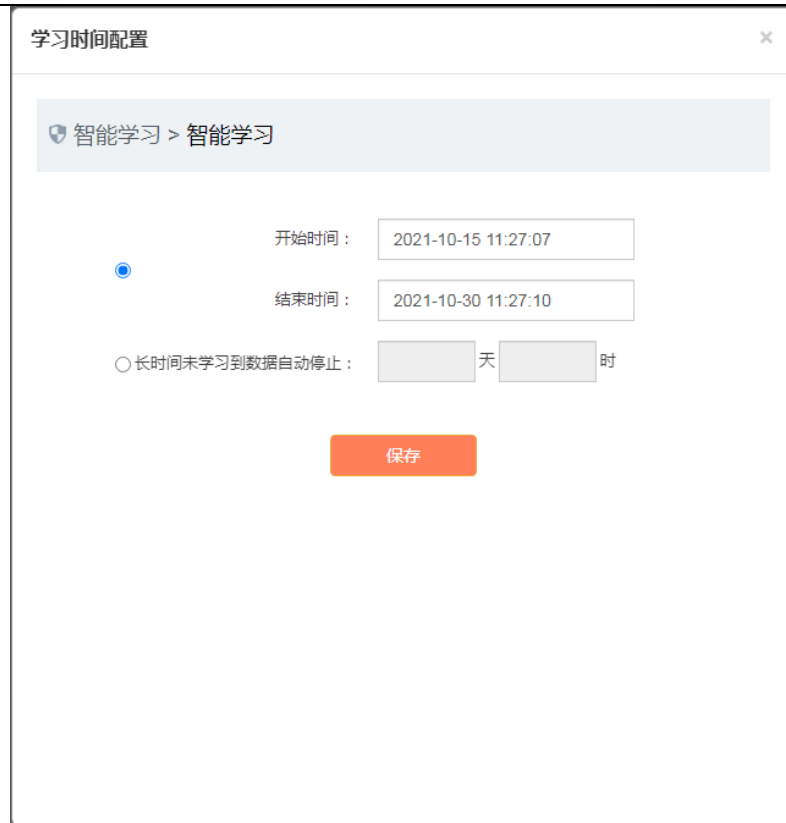 学习时间配置 ×
智能学习 > 智能学习
开始时间： 2021-10-15 11:27:07
结束时间： 2021-10-30 11:27:10
长时间未学习到数据自动停止： 天 时
保存